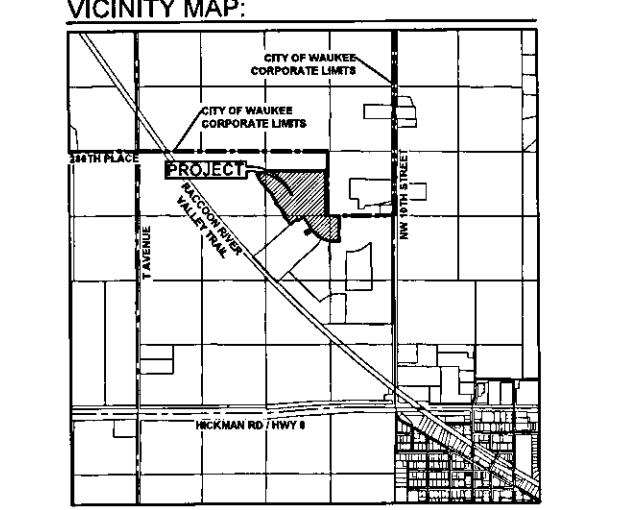 VICINITY MAP:
CITY OF WAUKEE
CORPORATE LIMITS
CITY OF WAUKEE
CORPORATE LIMITS
PROJECT
RACCOON RIVER
VALLEY TRAIL
T AVENUE
NW 10TH STREET
HICKMAN RD / HWY 6